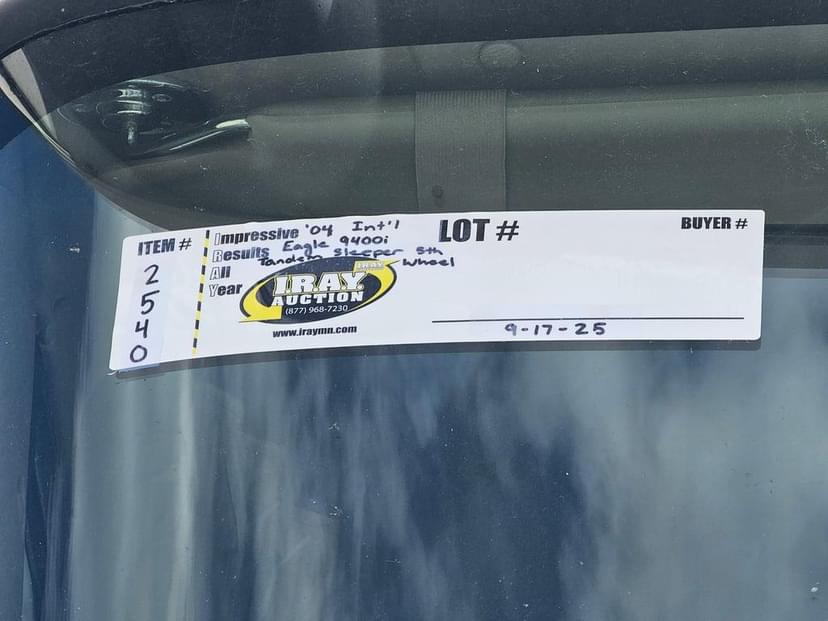 ITEM #
2
5
4
0
Impressive '04 Int'l
Results Eagle 9400i
All Tandem Sleeper 5th
Year Wheel
IRAY
I.R.A.Y.
AUCTION
(877) 968-7230
www.iraymn.com
LOT #
BUYER #
9-17-25